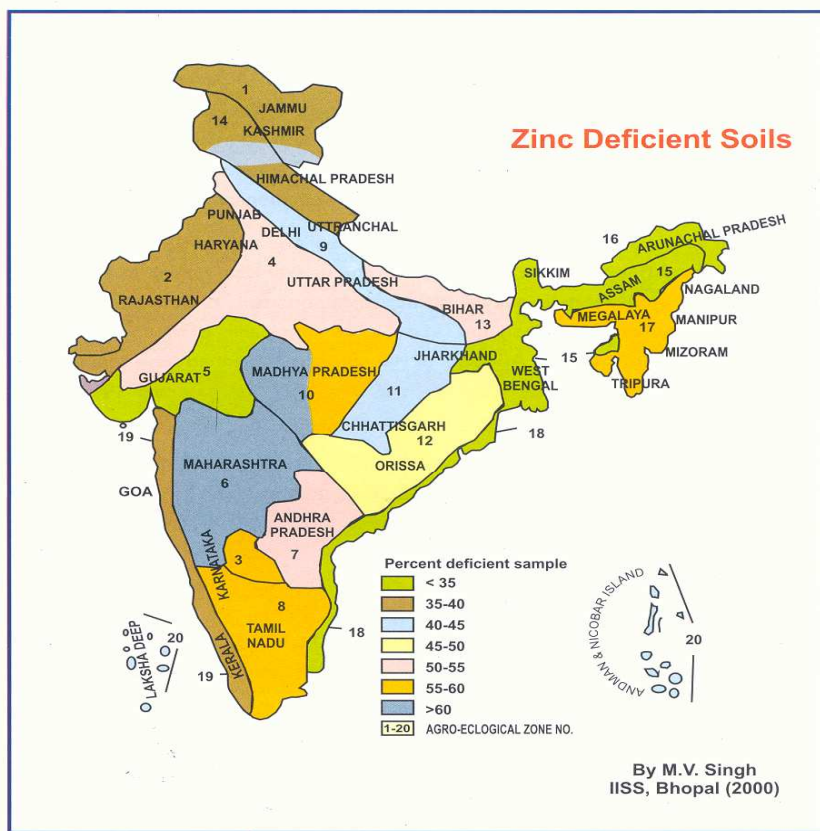 Zinc Deficient Soils
1
JAMMU
14
KASHMIR
HIMACHAL PRADESH
PUNJAB
DELHI
UTTRANCHAL
HARYANA
9
4
2
RAJASTHAN
UTTAR PRADESH
16
ARUNACHAL PRADESH
SIKKIM
ASSAM
15
NAGALAND
BIHAR
13
MEGALAYA
17
MANIPUR
MIZORAM
15
TRIPURA
JHARKHAND
WEST
BENGAL
GUJARAT
5
MADHYA PRADESH
10
11
CHHATTISGARH
12
ORISSA
18
19
MAHARASHTRA
6
GOA
ANDHRA
PRADESH
7
KARNATAKA
3
8
TAMIL
NADU
18
KERALA
19
LAKSHA DEEP
20
ANDMAN & NICOBAR ISLAND
20
Percent deficient sample
< 35
35-40
40-45
45-50
50-55
55-60
>60
1-20 AGRO-ECLOGICAL ZONE NO.
By M.V. Singh
IISS, Bhopal (2000)